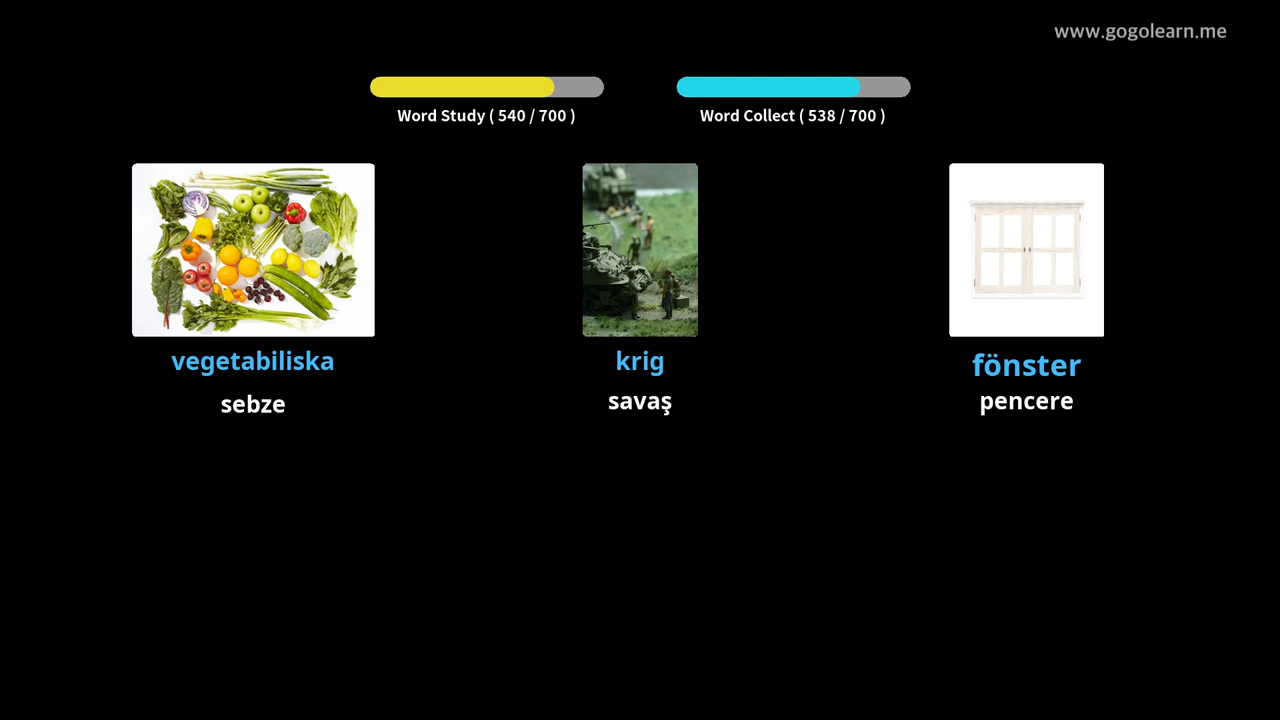 www.gogolearn.me
Word Study ( 540 / 700 )
Word Collect ( 538 / 700 )
vegetabiliska
krig
fönster
sebze
savaş
pencere